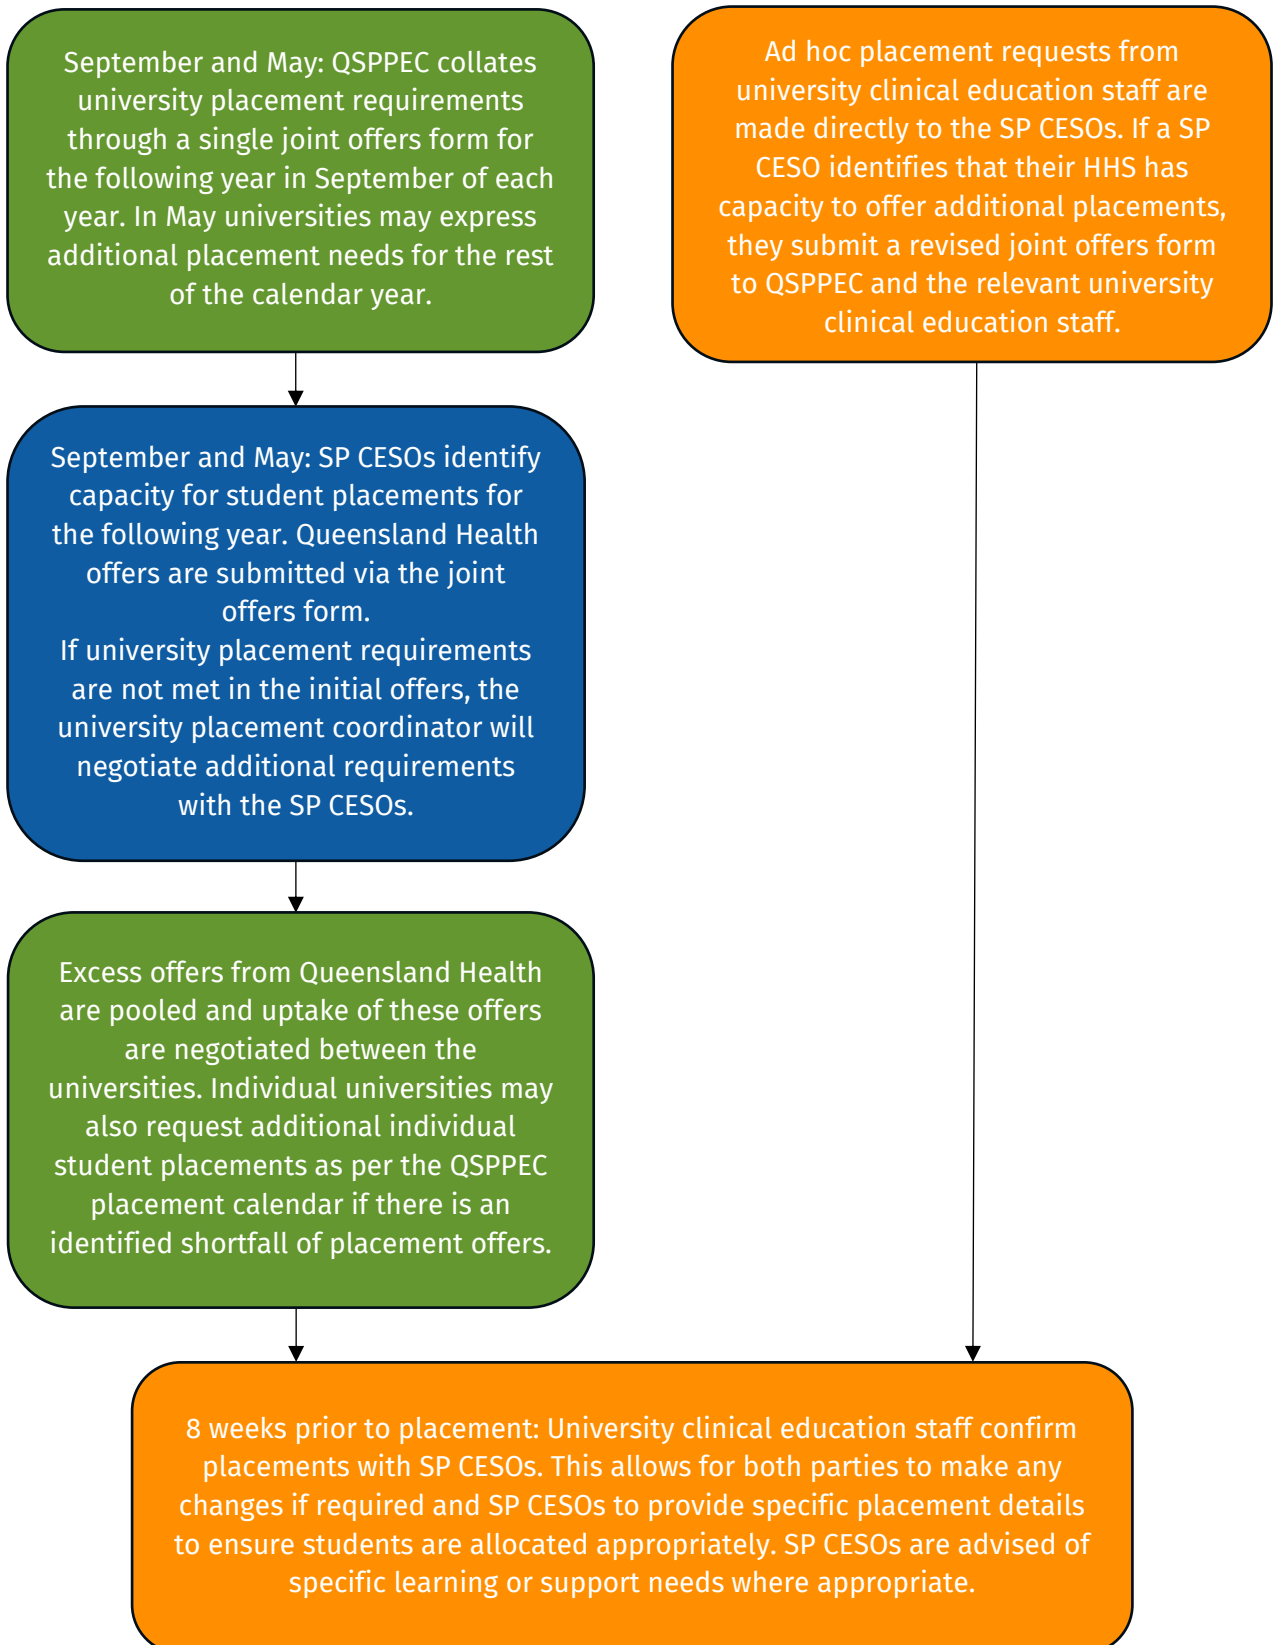 September and May: QSPPEC collates
university placement requirements
through a single joint offers form for
the following year in September of each
year. In May universities may express
additional placement needs for the rest
of the calendar year.
Ad hoc placement requests from
university clinical education staff are
made directly to the SP CESOs. If a SP
CESO identifies that their HHS has
capacity to offer additional placements,
they submit a revised joint offers form
to QSPPEC and the relevant university
clinical education staff.
September and May: SP CESOs identify
capacity for student placements for
the following year. Queensland Health
offers are submitted via the joint
offers form.
If university placement requirements
are not met in the initial offers, the
university placement coordinator will
negotiate additional requirements
with the SP CESOs.
Excess offers from Queensland Health
are pooled and uptake of these offers
are negotiated between the
universities. Individual universities may
also request additional individual
student placements as per the QSPPEC
placement calendar if there is an
identified shortfall of placement offers.
8 weeks prior to placement: University clinical education staff confirm
placements with SP CESOs. This allows for both parties to make any
changes if required and SP CESOs to provide specific placement details
to ensure students are allocated appropriately. SP CESOs are advised of
specific learning or support needs where appropriate.